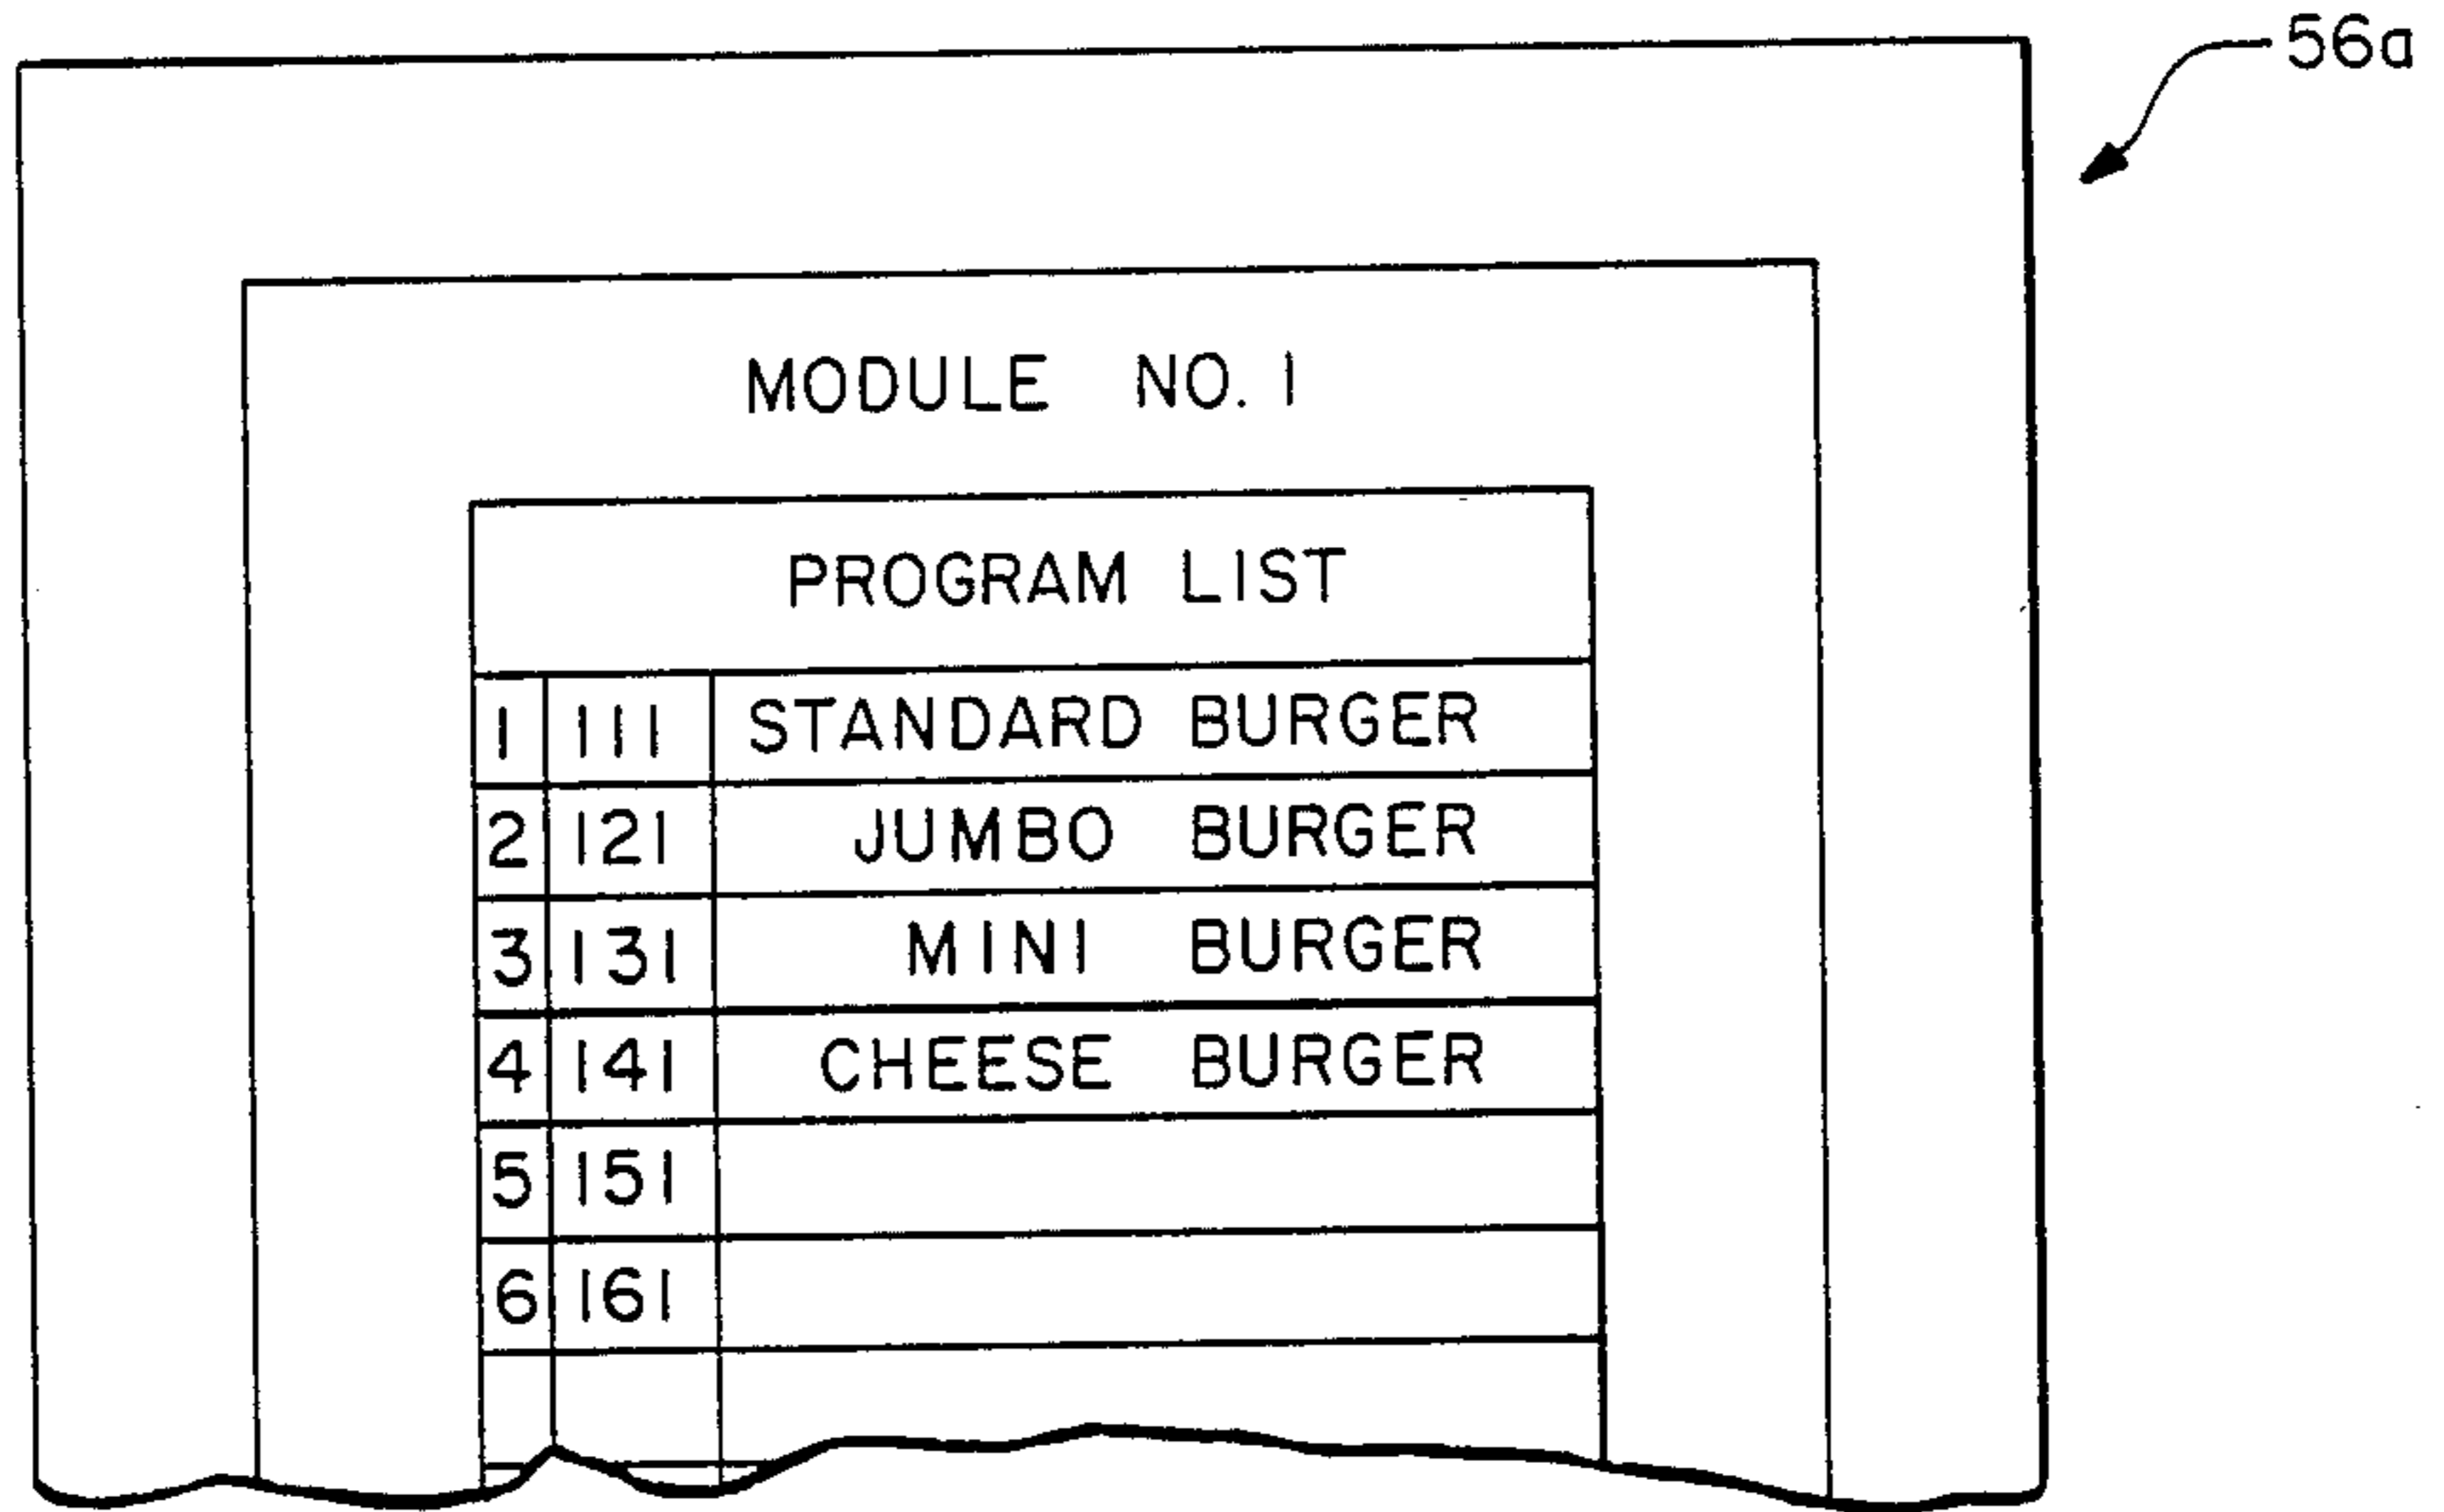 56a
MODULE NO. 1
PROGRAM LIST
1 111 STANDARD BURGER
2 121 JUMBO BURGER
3 131 MINI BURGER
4 141 CHEESE BURGER
5 151
6 161